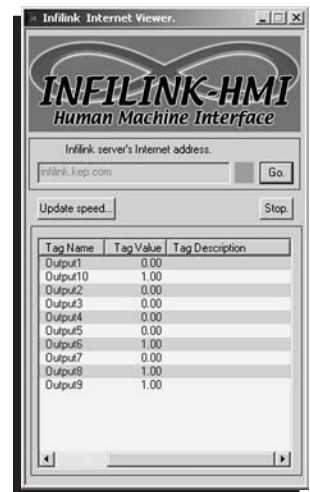 Infilink Internet Viewer.
INFILINK-HMI
Human Machine Interface
Infilink server's Internet address.
infilink.kep.com Go.
Update speed... Stop.
Tag Name Tag Value Tag Description
Output1 0.00
Output10 1.00
Output2 0.00
Output3 0.00
Output4 0.00
Output5 0.00
Output6 1.00
Output7 0.00
Output8 1.00
Output9 1.00